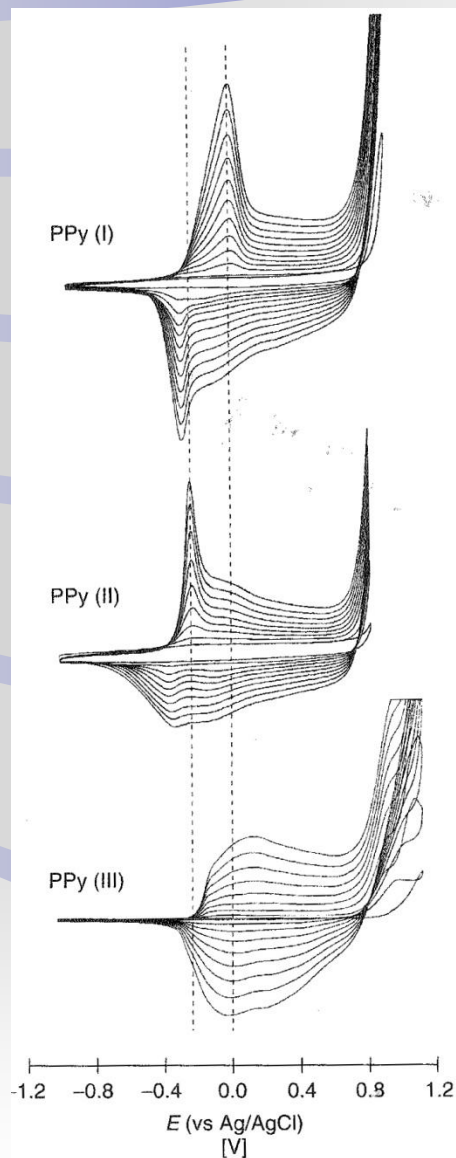 PPy (I)
PPy (II)
PPy (III)
–1.2 –0.8 –0.4 0.0 0.4 0.8 1.2
E (vs Ag/AgCl)
[V]